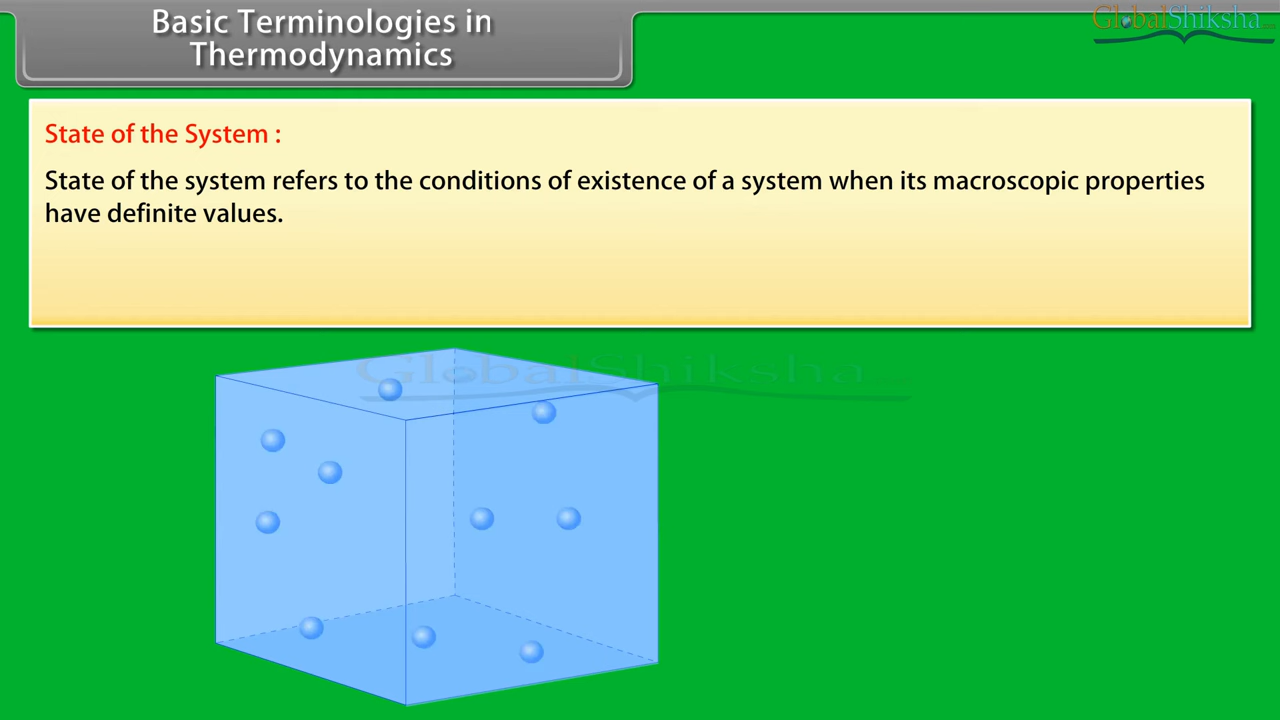 Basic Terminologies in
Thermodynamics
GlobalShiksha
State of the System :
State of the system refers to the conditions of existence of a system when its macroscopic properties
have definite values.
GlobalShiksha